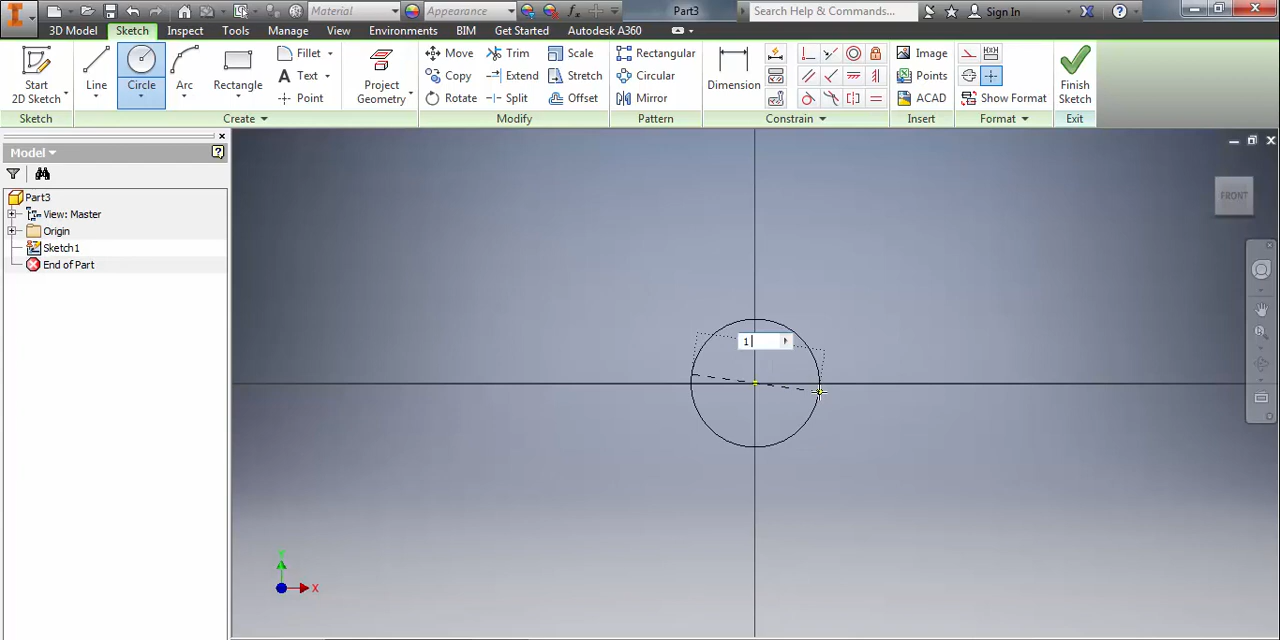 Material Appearance fx Part3 Search Help & Commands... Sign In
3D Model Sketch Inspect Tools Manage View Environments BIM Get Started Autodesk A360
Start 2D Sketch Line Circle Arc Rectangle Fillet Text Point Project Geometry Move Copy Rotate Trim Extend Split Scale Stretch Offset Rectangular Circular Mirror Dimension Image Points ACAD Show Format Finish Sketch
Sketch Create Modify Pattern Constrain Insert Format Exit
Model
Part3
View: Master
Origin
Sketch1
End of Part
FRONT
1
Y
X